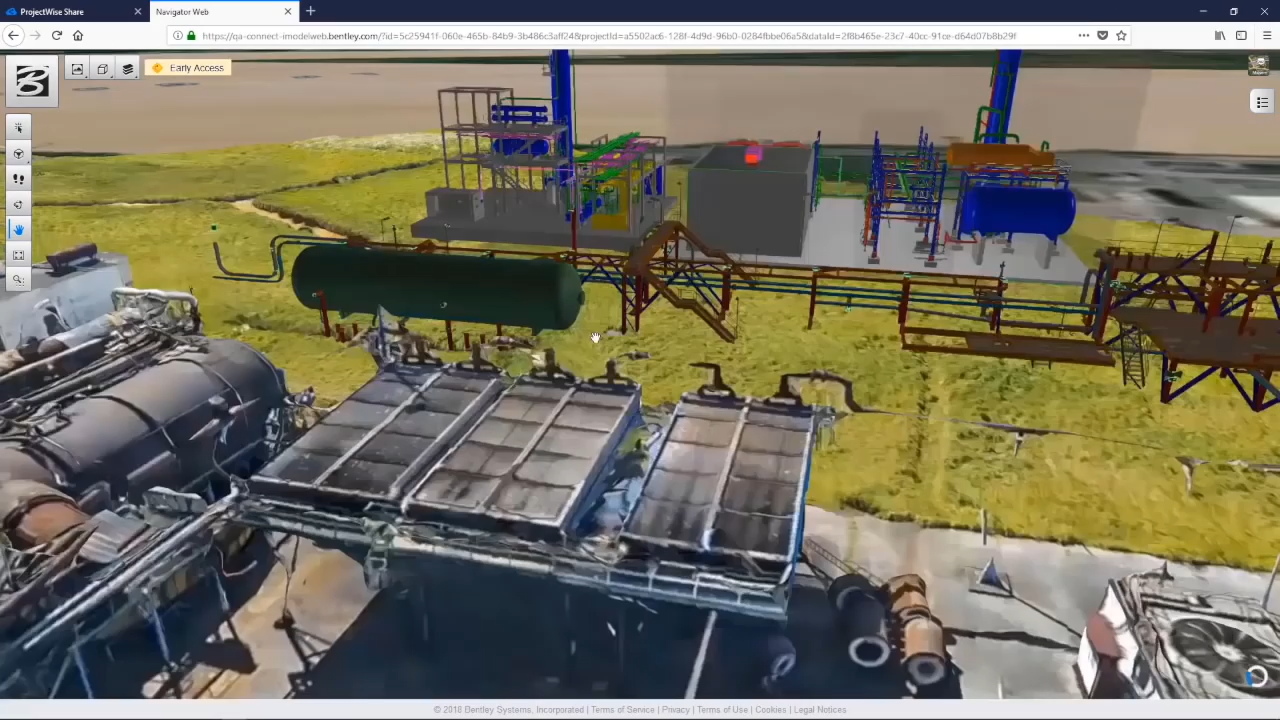 ProjectWise Share
Navigator Web
https://qa-connect-imodelweb.bentley.com/?id=5c25941f-060e-465b-84b9-3b486c3aff24&projectId=a5502ac6-128f-4d9d-96b0-0284fbbe06a5&dataId=2f8b465e-23c7-40cc-91ce-d64d07b8b29f
Early Access
© 2018 Bentley Systems, Incorporated | Terms of Service | Privacy | Terms of Use | Cookies | Legal Notices